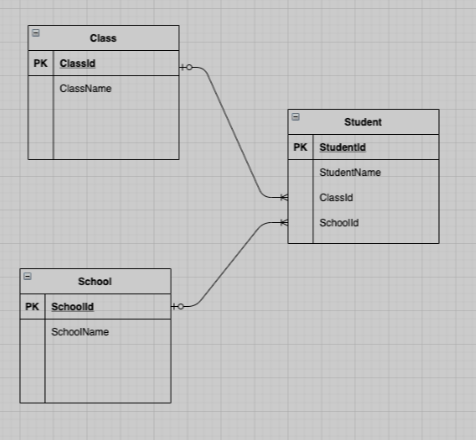 Class
PK ClassId
ClassName
Student
PK StudentId
StudentName
ClassId
SchoolId
School
PK SchoolId
SchoolName